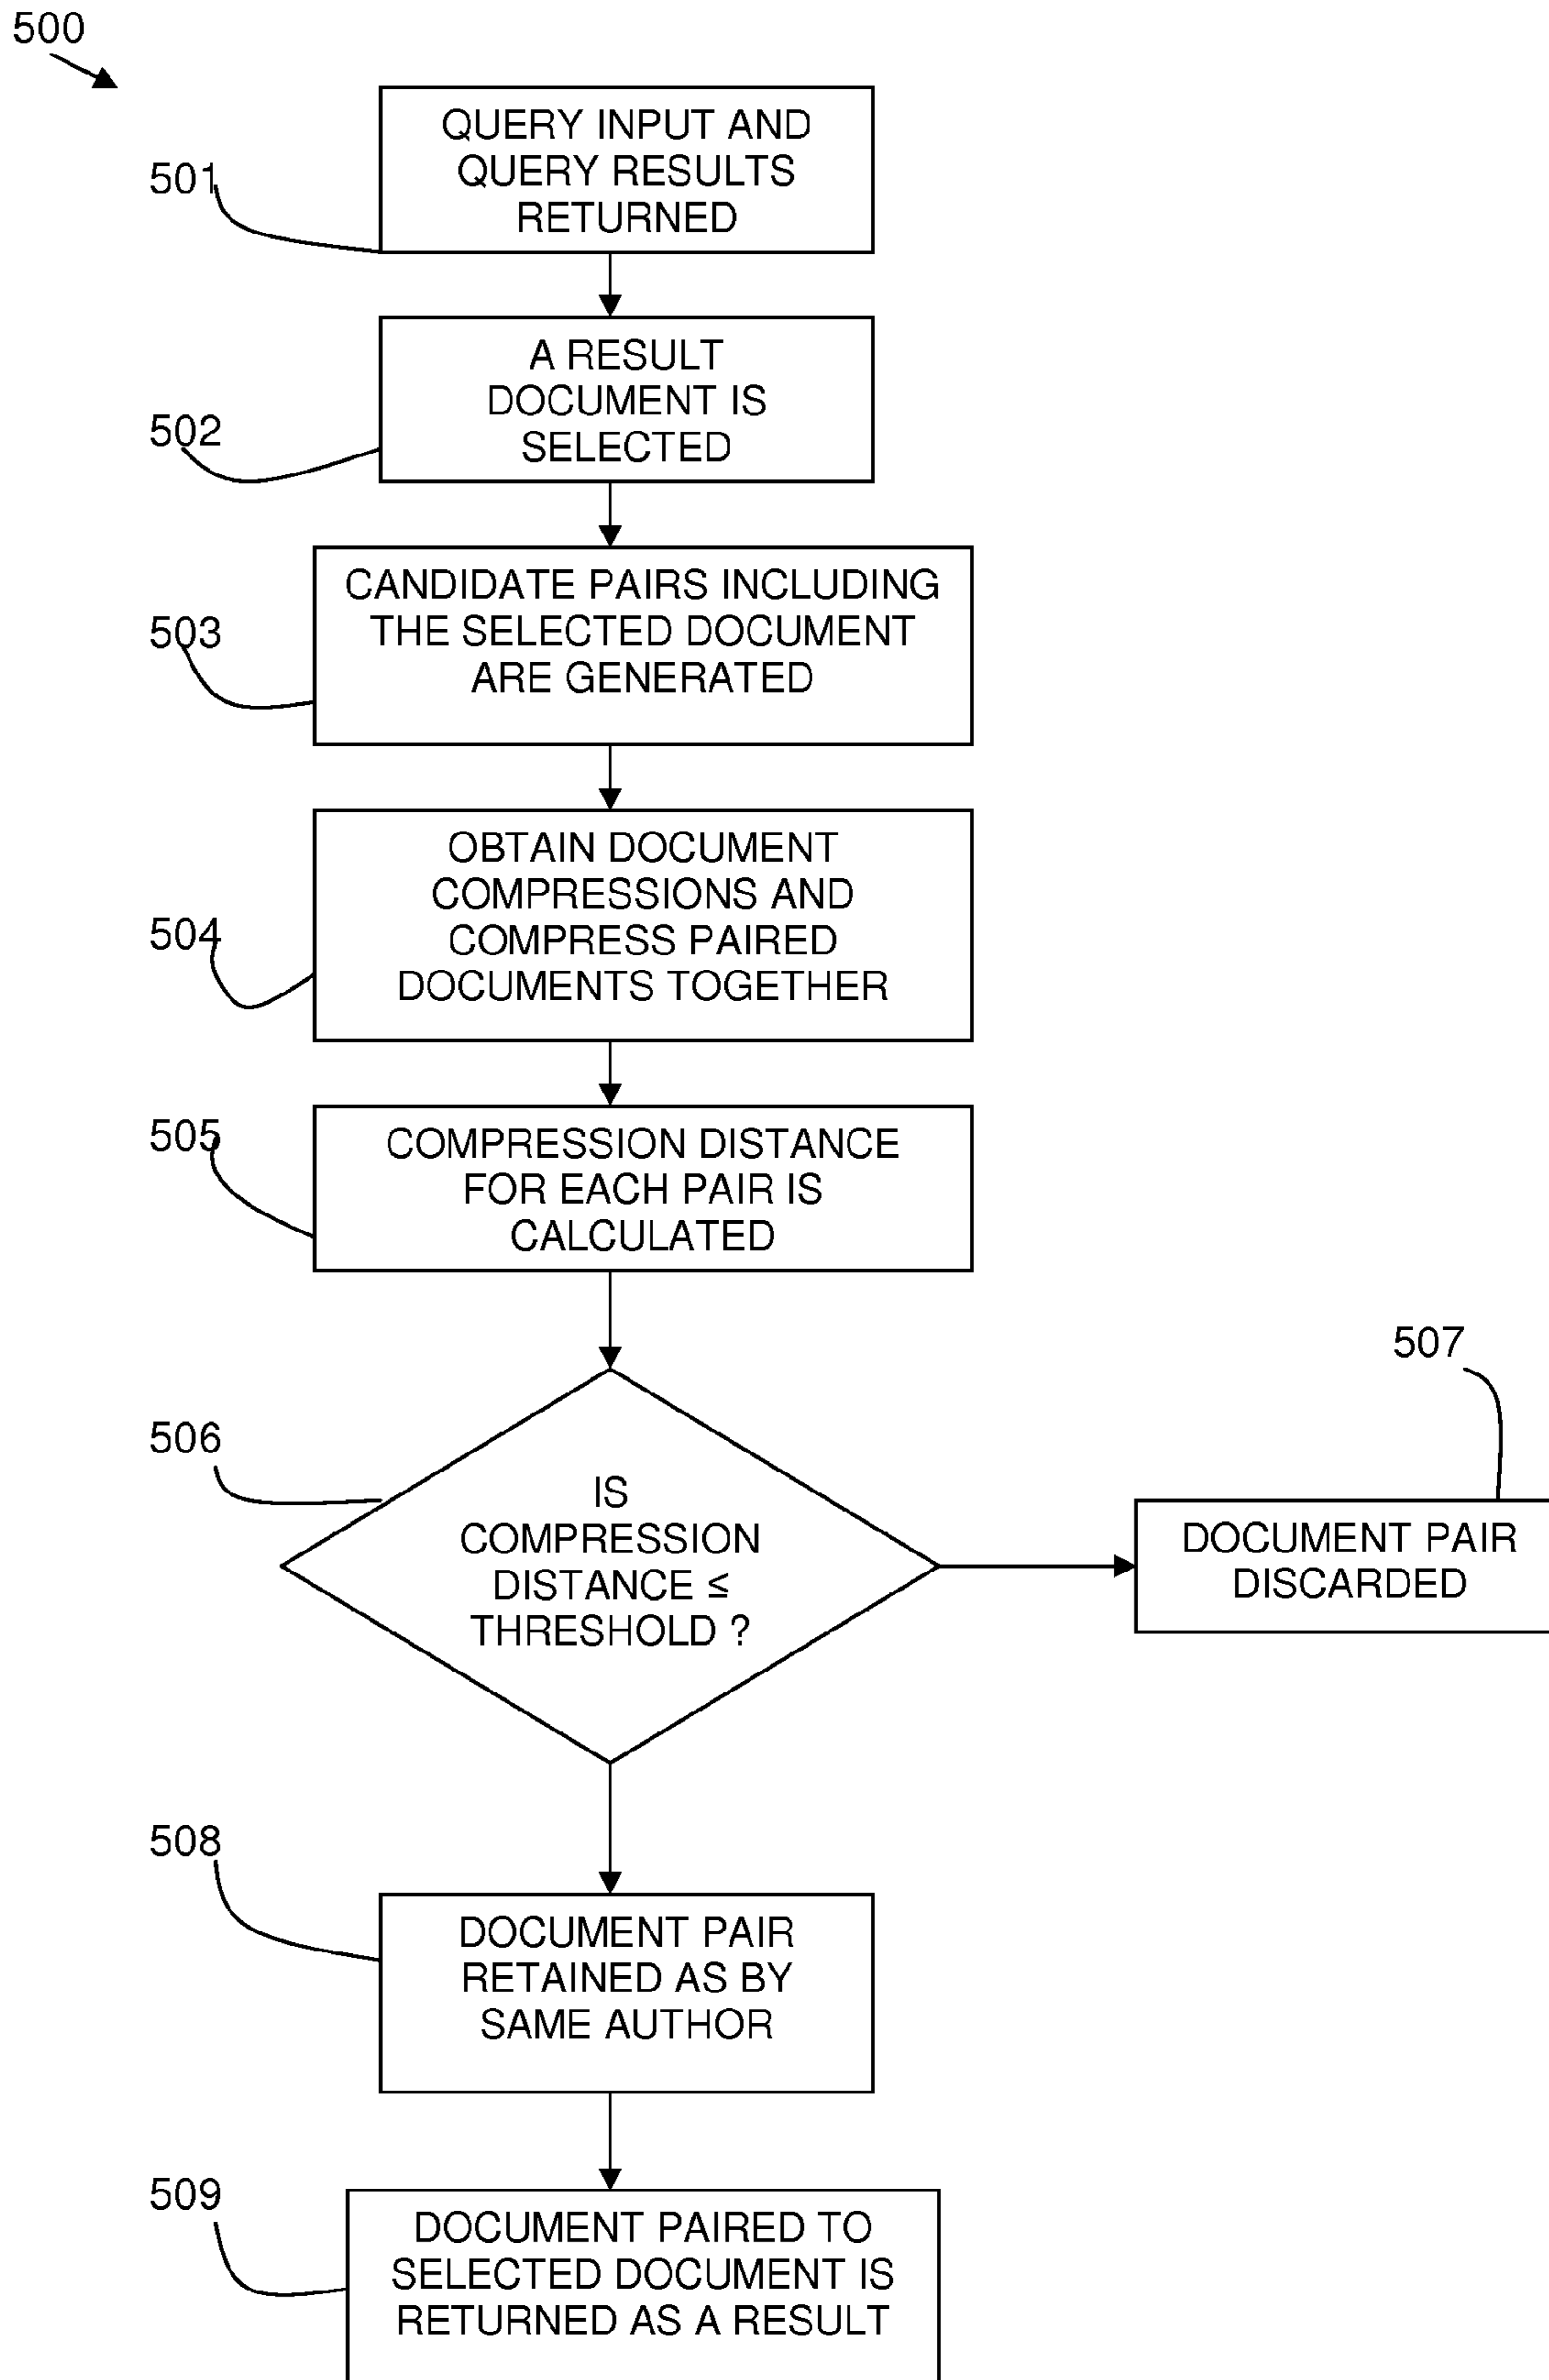 500
501
QUERY INPUT AND
QUERY RESULTS
RETURNED
502
A RESULT
DOCUMENT IS
SELECTED
503
CANDIDATE PAIRS INCLUDING
THE SELECTED DOCUMENT
ARE GENERATED
504
OBTAIN DOCUMENT
COMPRESSIONS AND
COMPRESS PAIRED
DOCUMENTS TOGETHER
505
COMPRESSION DISTANCE
FOR EACH PAIR IS
CALCULATED
506
IS
COMPRESSION
DISTANCE ≤
THRESHOLD ?
507
DOCUMENT PAIR
DISCARDED
508
DOCUMENT PAIR
RETAINED AS BY
SAME AUTHOR
509
DOCUMENT PAIRED TO
SELECTED DOCUMENT IS
RETURNED AS A RESULT